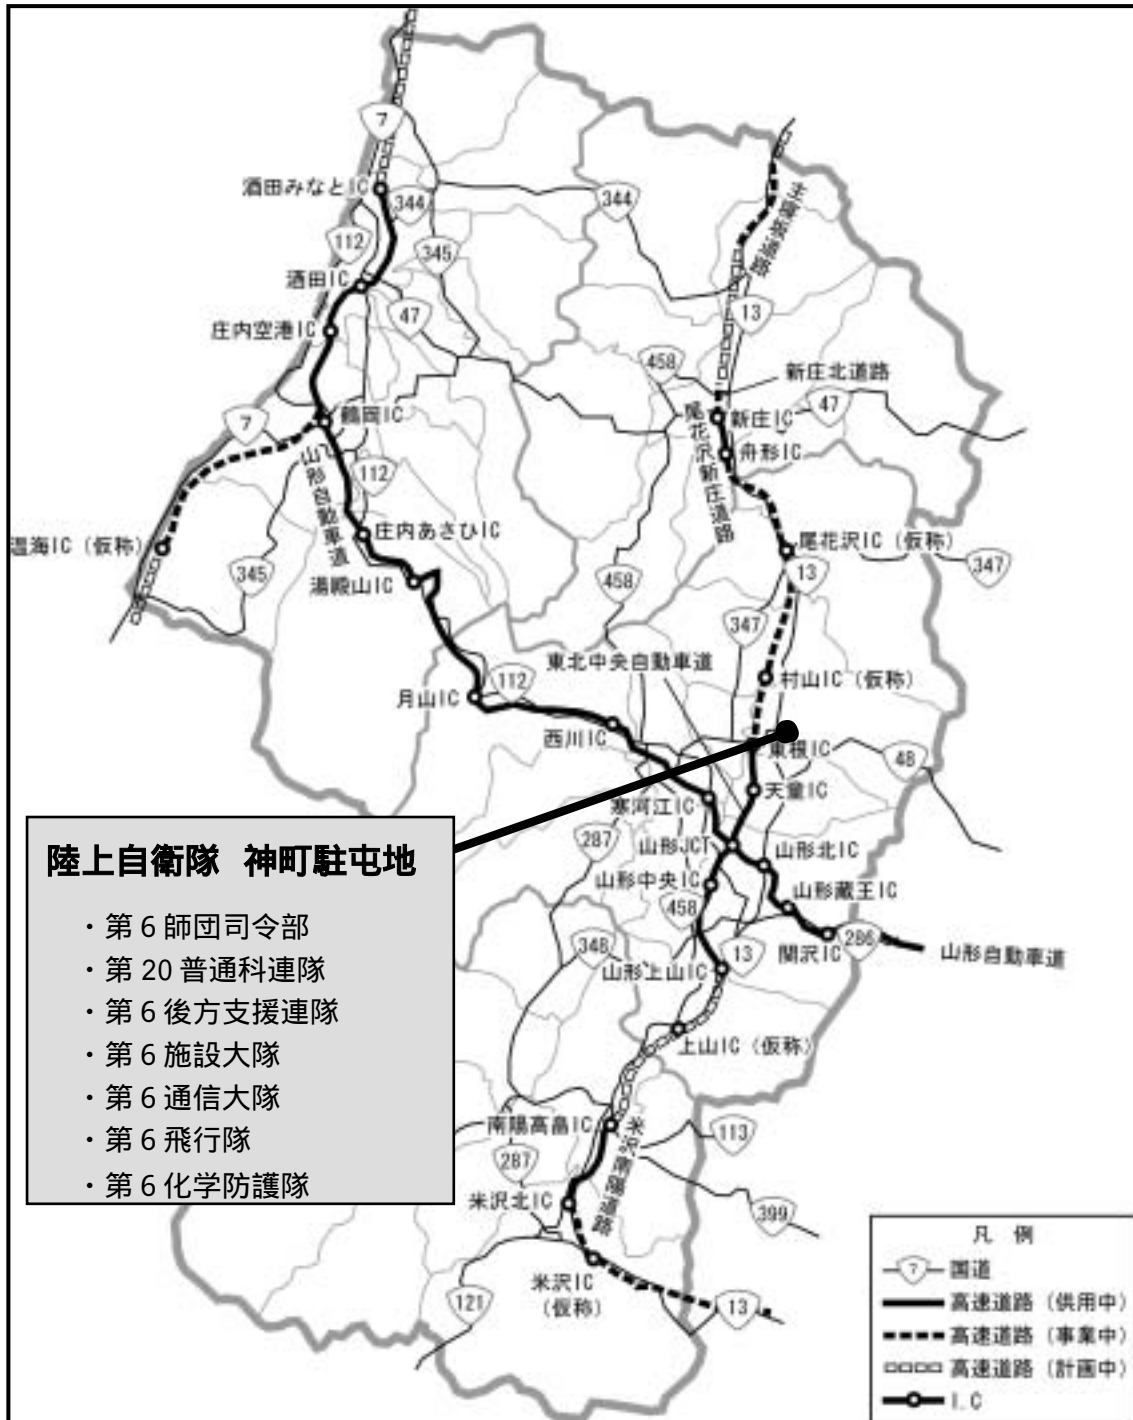 7
酒田みなとIC
344
344
112
345
酒田IC
13
庄内空港IC
47
458
新庄北道路
7
鶴岡IC
新庄IC
47
尾花沢新庄道路
舟形IC
山形自動車道
112
庄内あさひIC
尾花沢IC(仮称)
温海IC(仮称)
347
345
湯殿山IC
458
13
347
東北中央自動車道
112
村山IC(仮称)
月山IC
西川IC
東根IC
48
天童IC
寒河江IC
287
山形JCT
山形北IC
山形中央IC
山形蔵王IC
458
348
13
関沢IC
286
山形自動車道
山形上山IC
上山IC(仮称)
陸上自衛隊 神町駐屯地
・第6師団司令部
・第20普通科連隊
・第6後方支援連隊
・第6施設大隊
・第6通信大隊
・第6飛行隊
・第6化学防護隊
南陽高畠IC
米沢南陽道路
113
287
米沢北IC
399
米沢IC
(仮称)
121
13
凡例
7
国道
高速道路(供用中)
高速道路(事業中)
高速道路(計画中)
I.C